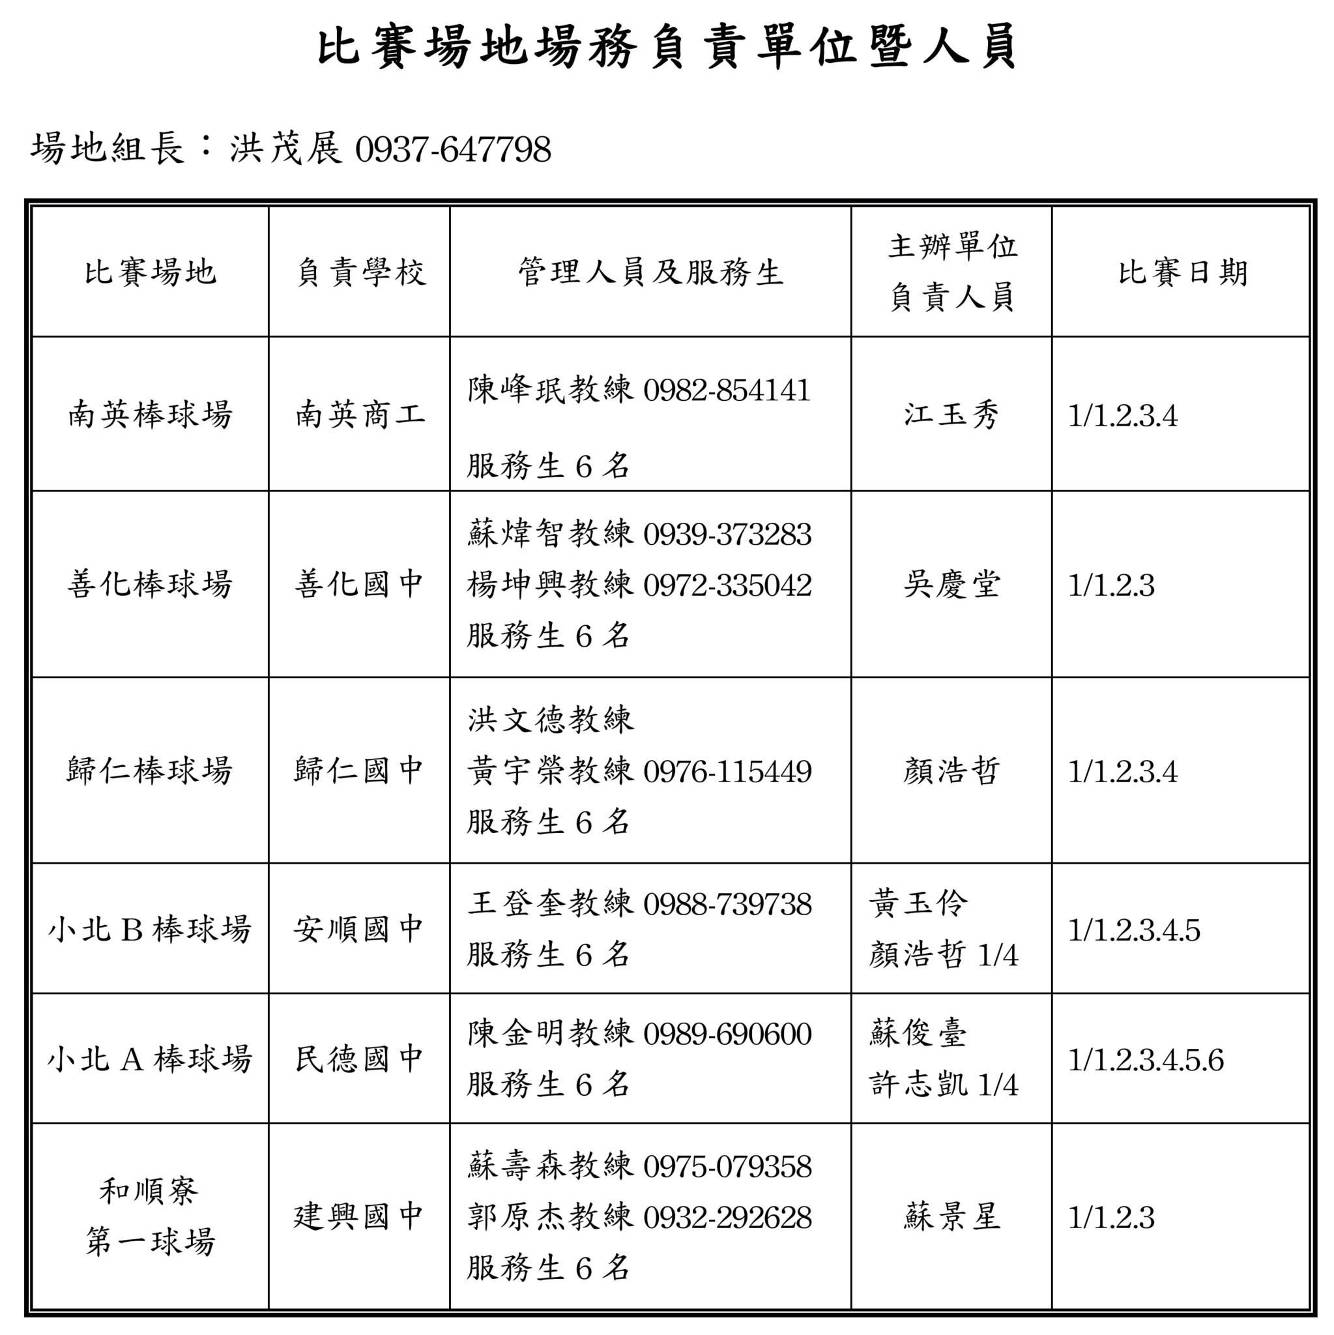 比賽場地場務負責單位暨人員
場地組長：洪茂展 0937-647798
比賽場地
負責學校
管理人員及服務生
主辦單位
負責人員
比賽日期
南英棒球場
南英商工
陳峰珉教練 0982-854141
服務生 6 名
江玉秀
1/1.2.3.4
善化棒球場
善化國中
蘇煒智教練 0939-373283
楊坤興教練 0972-335042
服務生 6 名
吳慶堂
1/1.2.3
歸仁棒球場
歸仁國中
洪文德教練
黃宇榮教練 0976-115449
服務生 6 名
顏浩哲
1/1.2.3.4
小北 B 棒球場
安順國中
王登奎教練 0988-739738
服務生 6 名
黃玉伶
顏浩哲 1/4
1/1.2.3.4.5
小北 A 棒球場
民德國中
陳金明教練 0989-690600
服務生 6 名
蘇俊臺
許志凱 1/4
1/1.2.3.4.5.6
和順寮
第一球場
建興國中
蘇壽森教練 0975-079358
郭原杰教練 0932-292628
服務生 6 名
蘇景星
1/1.2.3